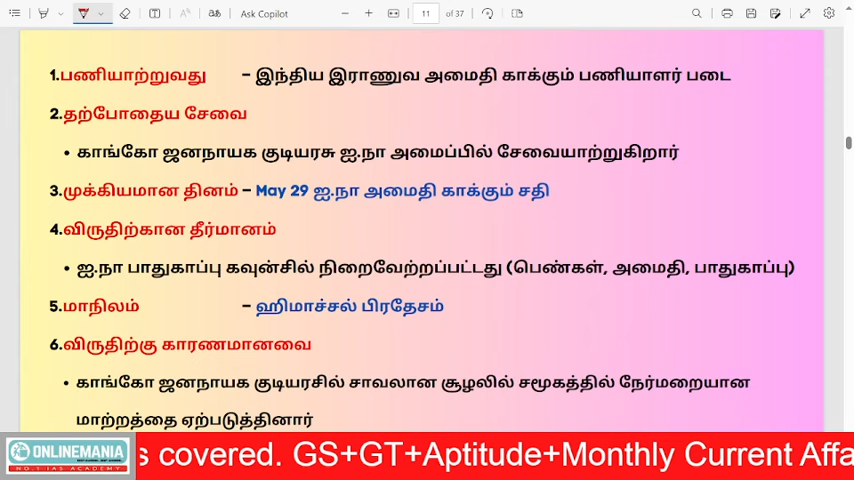 Ask Copilot
11 of 37
1.பணியாற்றுவது – இந்திய இராணுவ அமைதி காக்கும் பணியாளர் படை
2.தற்போதைய சேவை
• காங்கோ ஜனநாயக குடியரசு ஐ.நா அமைப்பில் சேவையாற்றுகிறார்
3.முக்கியமான தினம் – May 29 ஐ.நா அமைதி காக்கும் சதி
4.விருதிற்கான தீர்மானம்
• ஐ.நா பாதுகாப்பு கவுன்சில் நிறைவேற்றப்பட்டது (பெண்கள், அமைதி, பாதுகாப்பு)
5.மாநிலம் – ஹிமாச்சல் பிரதேசம்
6.விருதிற்கு காரணமானவை
• காங்கோ ஜனநாயக குடியரசில் சாவலான சூழலில் சமூகத்தில் நேர்மறையான
மாற்றத்தை ஏற்படுத்தினார்
ONLINEMANIA
NO.1 IAS ACADEMY
s covered. GS+GT+Aptitude+Monthly Current Affa